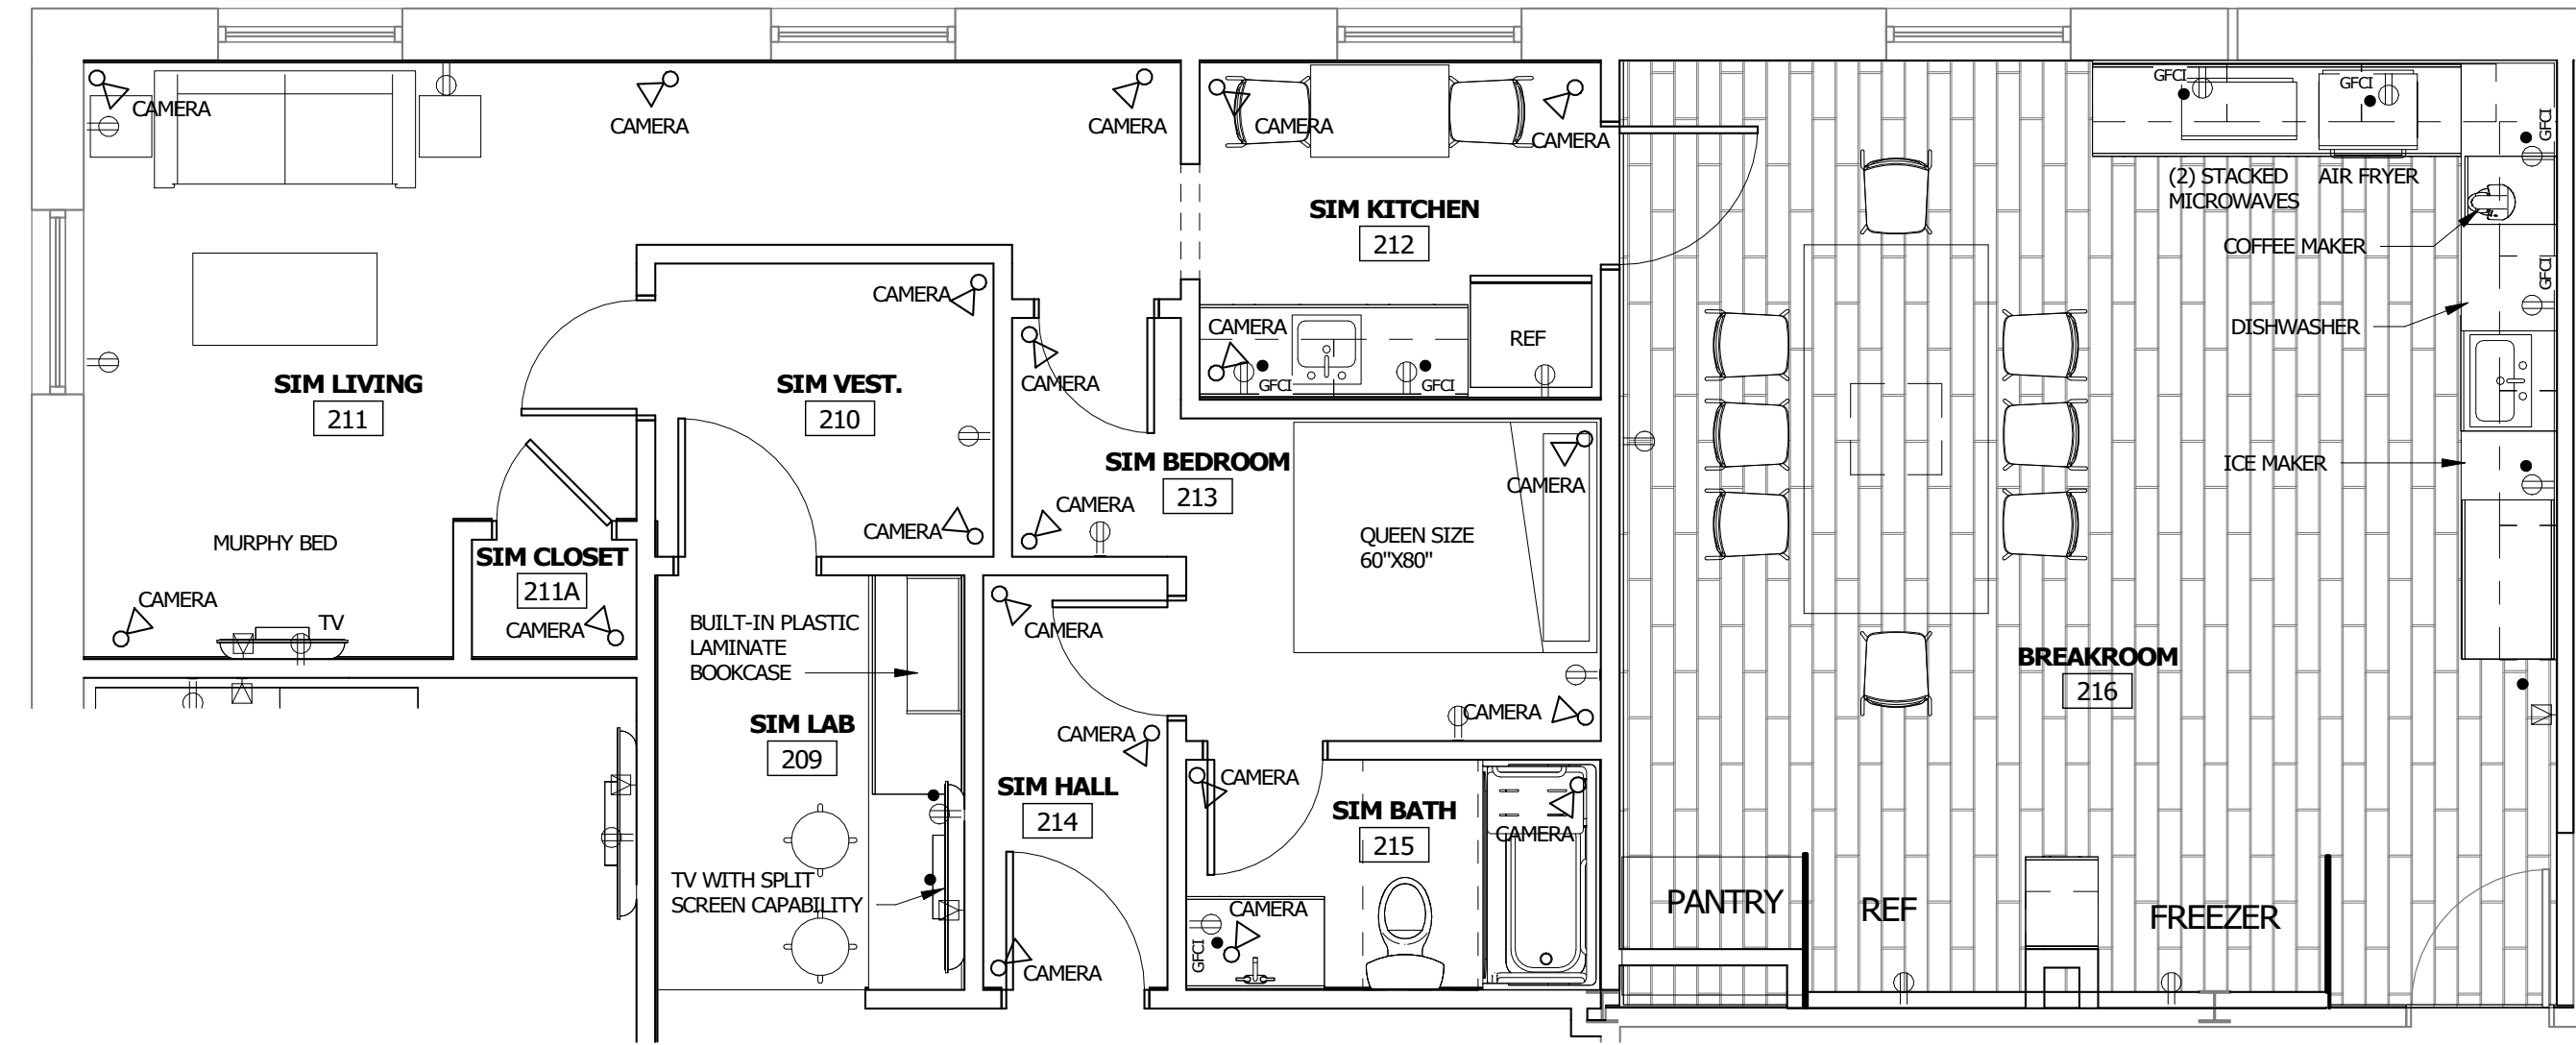 CAMERA
CAMERA
CAMERA
CAMERA
CAMERA
GFCI
GFCI
GFCI
(2) STACKED
MICROWAVES
AIR FRYER
SIM KITCHEN
212
COFFEE MAKER
GFCI
CAMERA
CAMERA
REF
DISHWASHER
GFCI
GFCI
SIM LIVING
211
SIM VEST.
210
CAMERA
SIM BEDROOM
213
CAMERA
ICE MAKER
CAMERA
CAMERA
QUEEN SIZE
60"X80"
MURPHY BED
SIM CLOSET
211A
CAMERA
TV
CAMERA
BUILT-IN PLASTIC
LAMINATE
BOOKCASE
CAMERA
BREAKROOM
216
CAMERA
CAMERA
SIM LAB
209
CAMERA
SIM HALL
214
SIM BATH
215
CAMERA
TV WITH SPLIT
SCREEN CAPABILITY
CAMERA
GFCI
CAMERA
PANTRY
REF
FREEZER